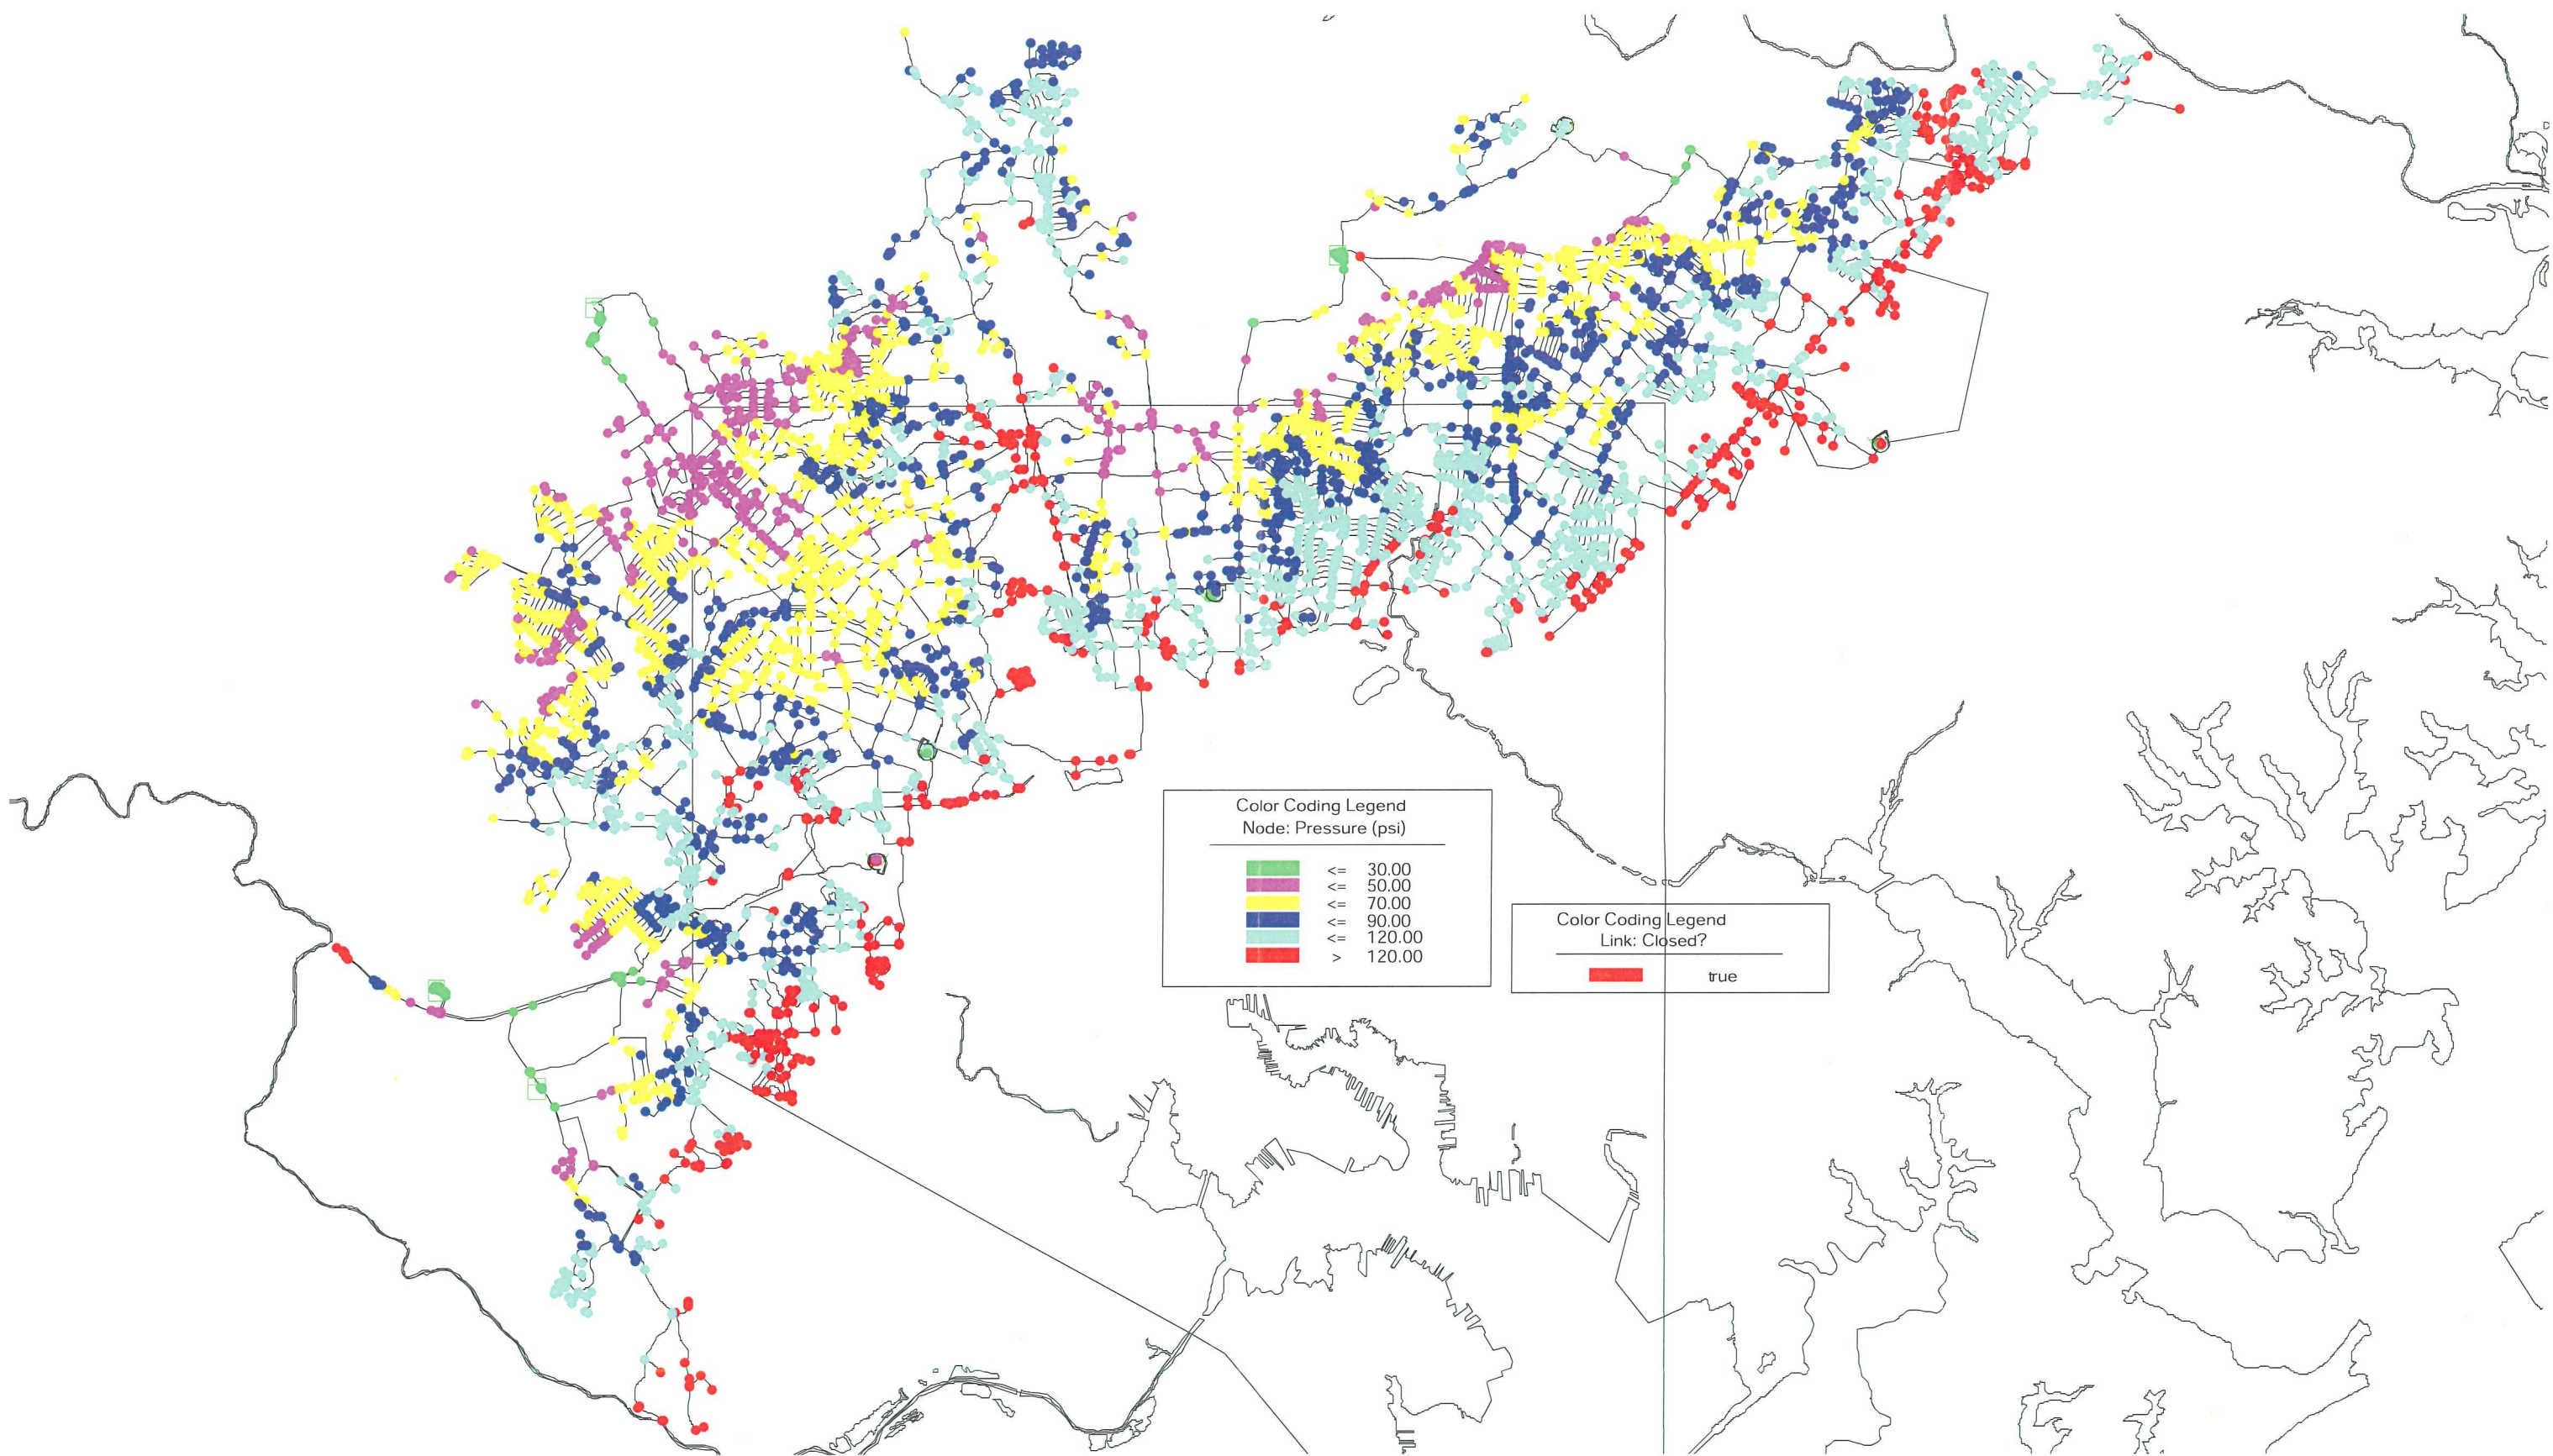 Color Coding Legend
Node: Pressure (psi)
<= 30.00
<= 50.00
<= 70.00
<= 90.00
<= 120.00
> 120.00
Color Coding Legend
Link: Closed?
true